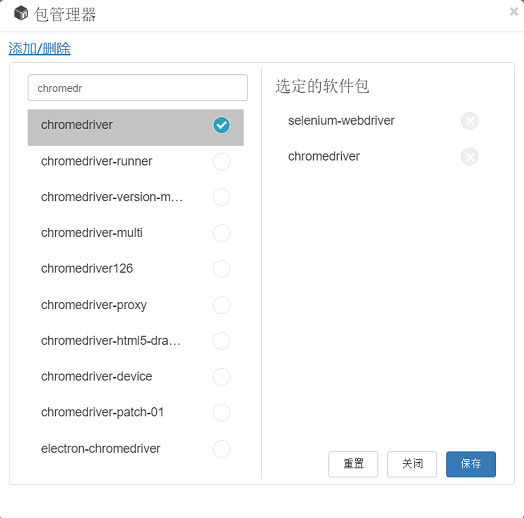 包管理器
添加/删除
chromedr
chromedriver
chromedriver-runner
chromedriver-version-m...
chromedriver-multi
chromedriver126
chromedriver-proxy
chromedriver-html5-dra...
chromedriver-device
chromedriver-patch-01
electron-chromedriver
选定的软件包
selenium-webdriver
chromedriver
重置
关闭
保存